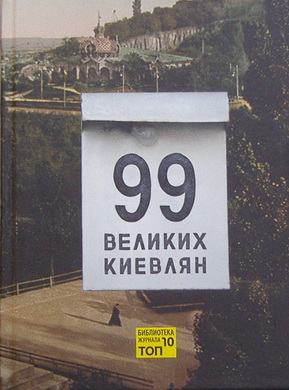 99
ВЕЛИКИХ
КИЕВЛЯН
БИБЛИОТЕКА
ЖУРНАЛА 10
ТОП